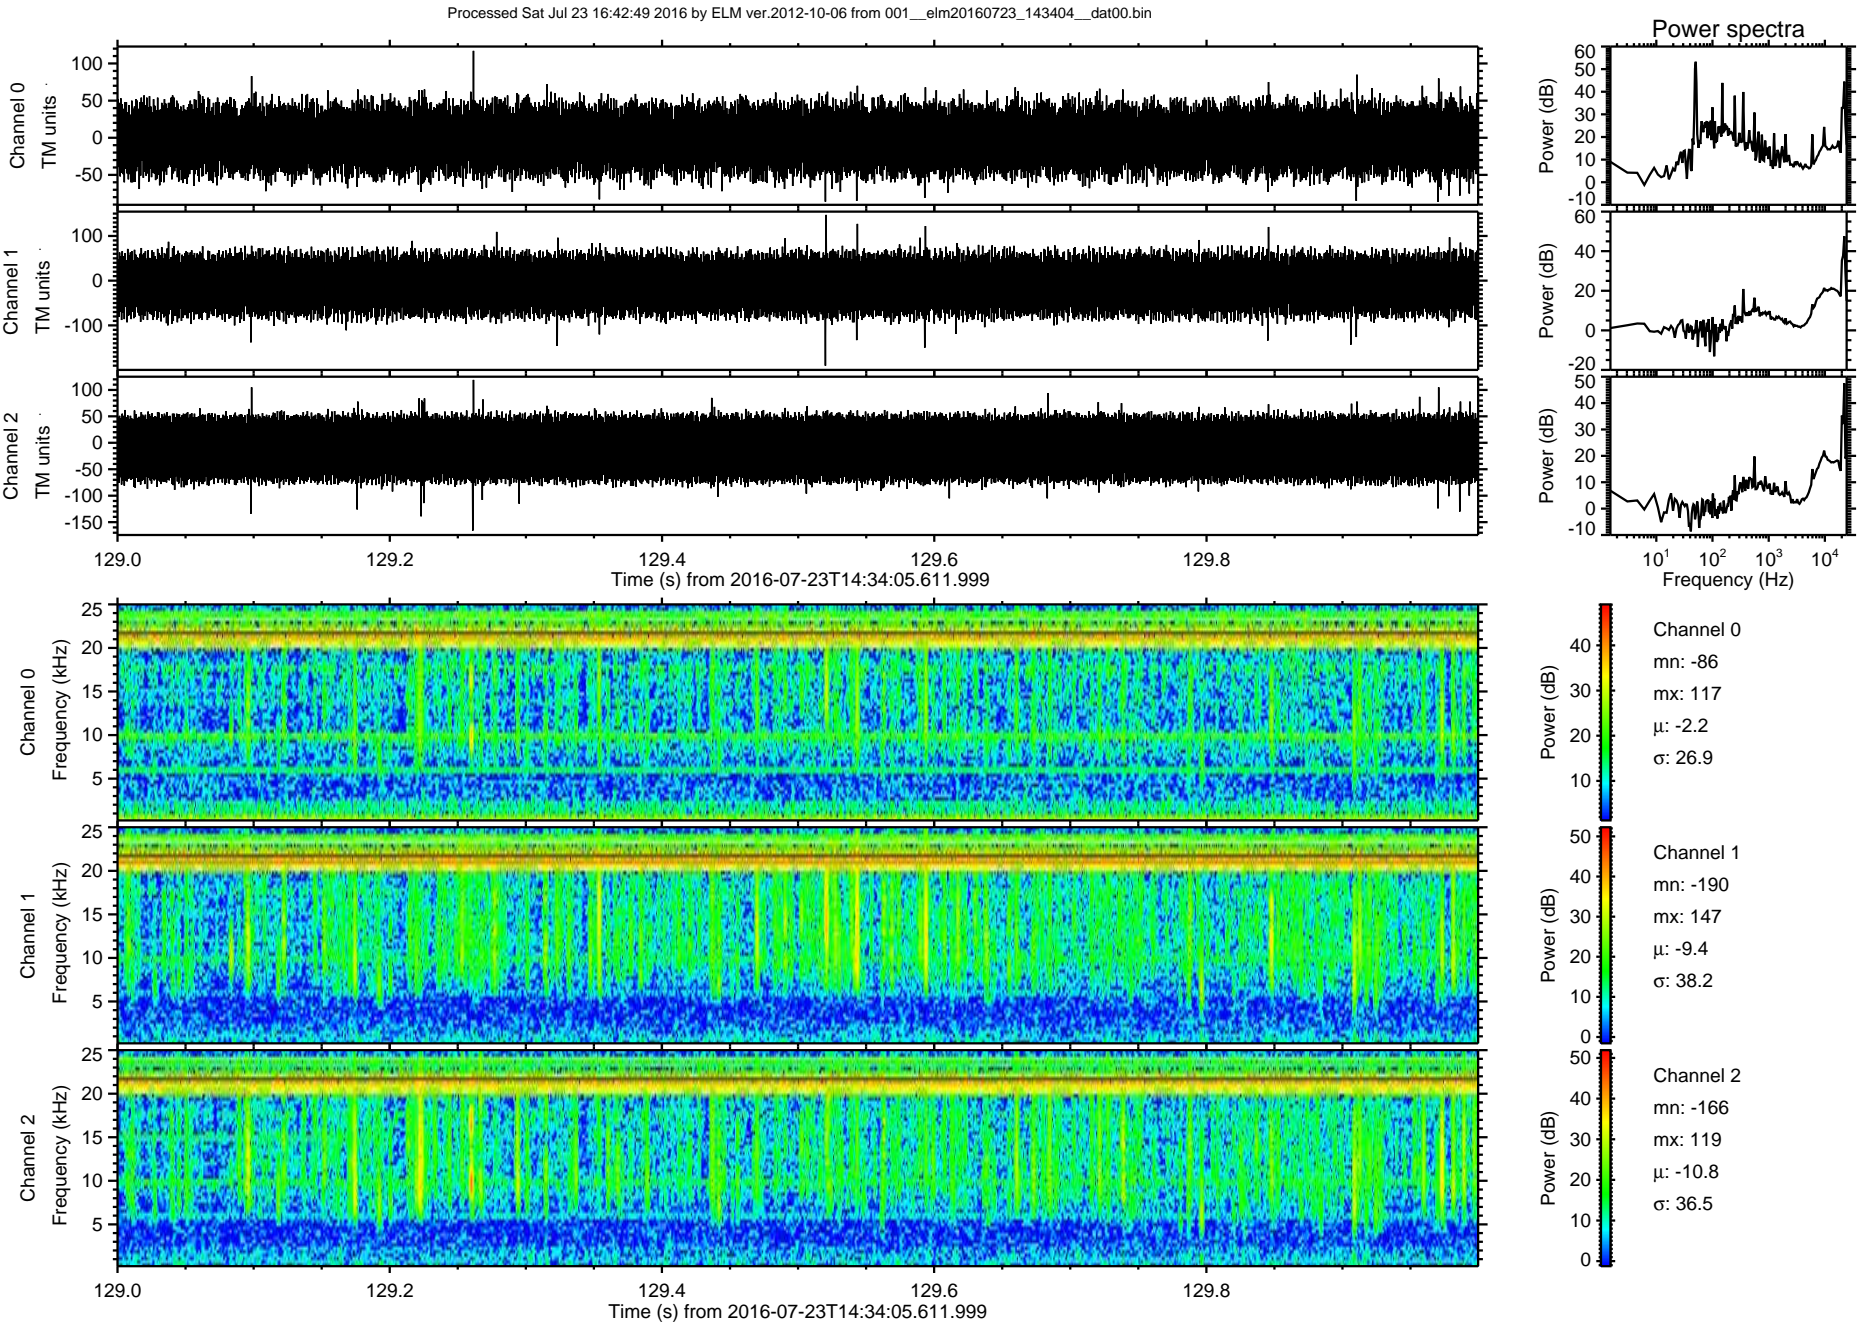 Processed Sat Jul 23 16:42:49 2016 by ELM ver.2012-10-06 from 001__elm20160723_143404__dat00.bin
Power spectra
Channel 0
TM units
100
50
0
-50
Power (dB)
60
50
40
30
20
10
0
-10
Channel 1
TM units
100
0
-100
Power (dB)
60
40
20
0
-20
Channel 2
TM units
100
50
0
-50
-100
-150
Power (dB)
50
40
30
20
10
0
-10
129.0 129.2 129.4 129.6 129.8
Time (s) from 2016-07-23T14:34:05.611.999
10^1 10^2 10^3 10^4
Frequency (Hz)
Channel 0
Frequency (kHz)
25
20
15
10
5
Power (dB)
40
30
20
10
Channel 0
mn: -86
mx: 117
μ: -2.2
σ: 26.9
Channel 1
Frequency (kHz)
25
20
15
10
5
Power (dB)
50
40
30
20
10
0
Channel 1
mn: -190
mx: 147
μ: -9.4
σ: 38.2
Channel 2
Frequency (kHz)
25
20
15
10
5
Power (dB)
50
40
30
20
10
0
Channel 2
mn: -166
mx: 119
μ: -10.8
σ: 36.5
129.0 129.2 129.4 129.6 129.8
Time (s) from 2016-07-23T14:34:05.611.999